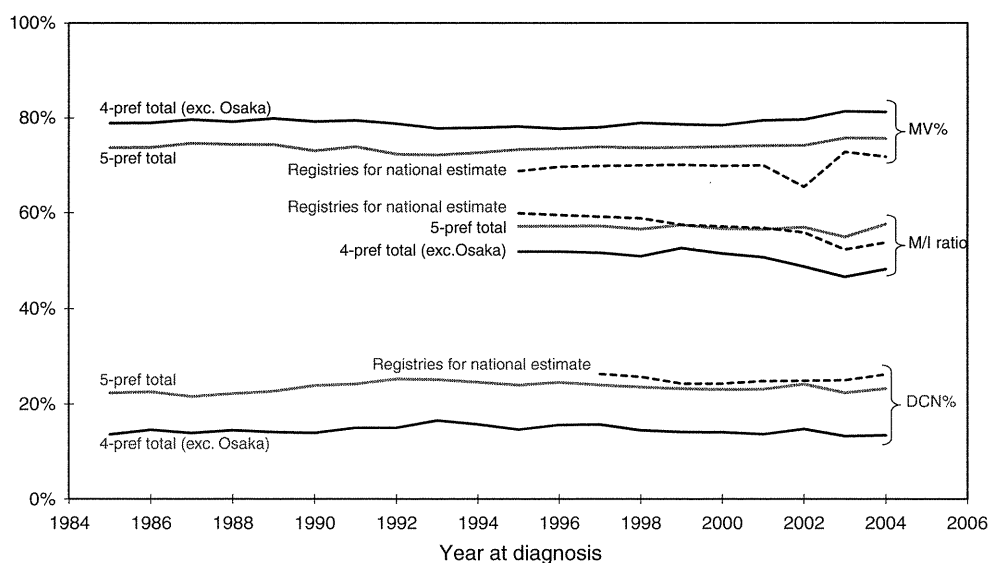 100%
80%
60%
40%
20%
0%
4-pref total (exc. Osaka)
5-pref total
Registries for national estimate
MV%
Registries for national estimate
5-pref total
4-pref total (exc.Osaka)
M/I ratio
Registries for national estimate
5-pref total
4-pref total (exc. Osaka)
DCN%
1984 1986 1988 1990 1992 1994 1996 1998 2000 2002 2004 2006
Year at diagnosis